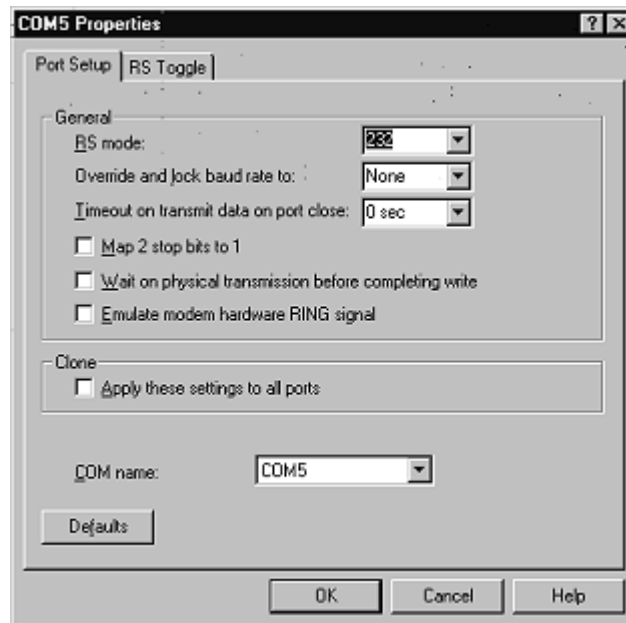 COM5 Properties
Port Setup RS Toggle
General
RS mode: 232
Override and lock baud rate to: None
Timeout on transmit data on port close: 0 sec
Map 2 stop bits to 1
Wait on physical transmission before completing write
Emulate modem hardware RING signal
Clone
Apply these settings to all ports
COM name: COM5
Defaults
OK Cancel Help